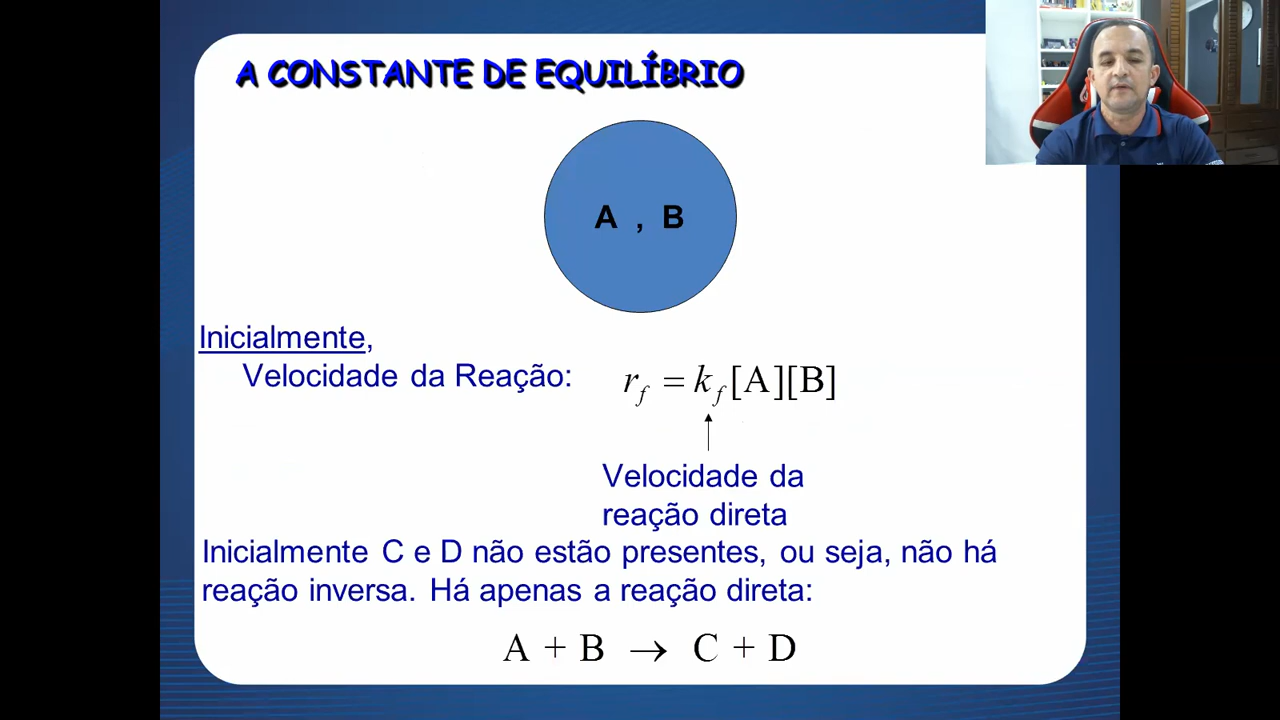 A CONSTANTE DE EQUILÍBRIO
A , B
Inicialmente,
Velocidade da Reação: r_f = k_f [A][B]
Velocidade da
reação direta
Inicialmente C e D não estão presentes, ou seja, não há
reação inversa. Há apenas a reação direta:
A + B → C + D